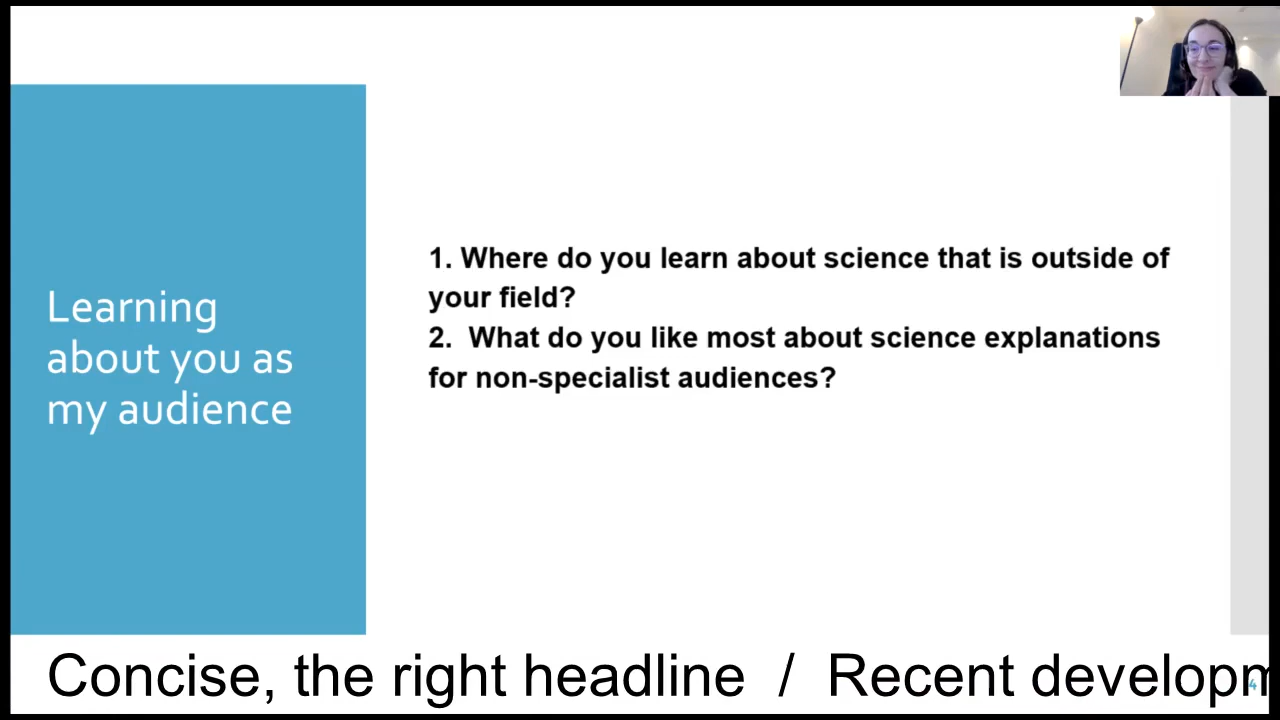 Learning
about you as
my audience
1. Where do you learn about science that is outside of
your field?
2. What do you like most about science explanations
for non-specialist audiences?
Concise, the right headline / Recent developm
4